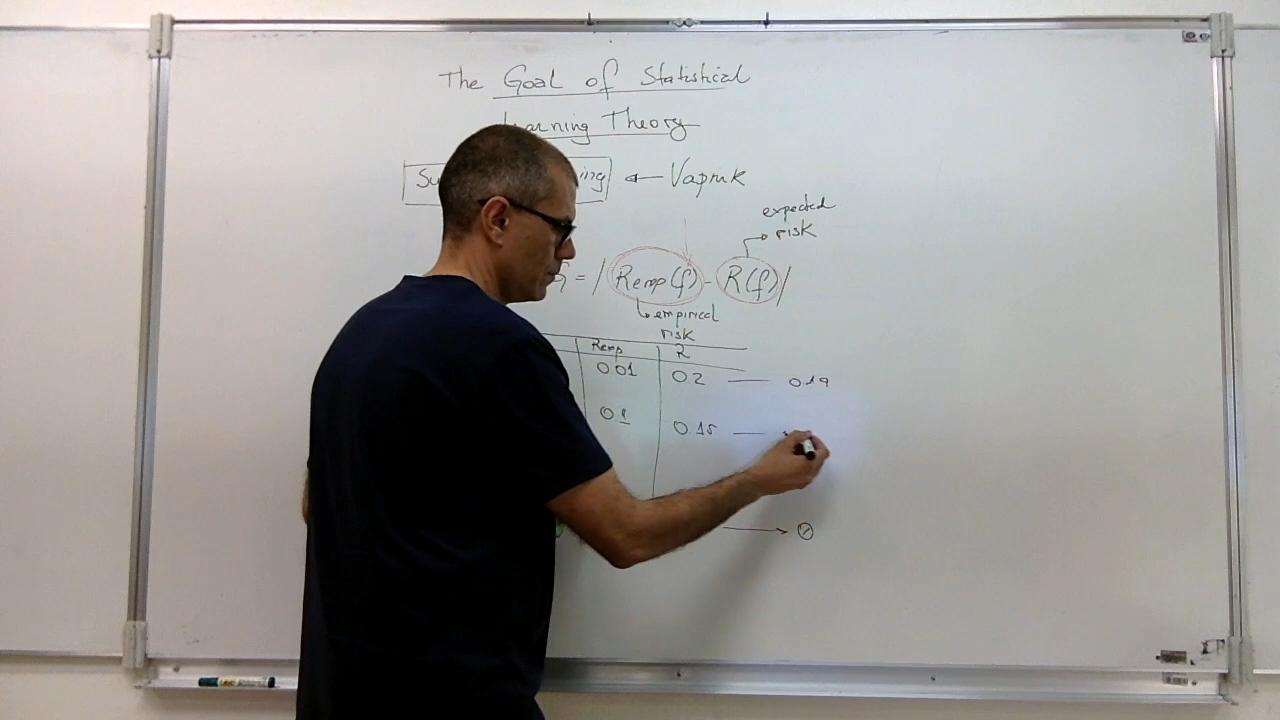 The Goal of Statistical
Learning Theory
Vapnik
expected
risk
= | Remp(f) - R(f) |
empirical
risk
Remp R
0.01 0.2 — 0.19
0.1 0.15 —